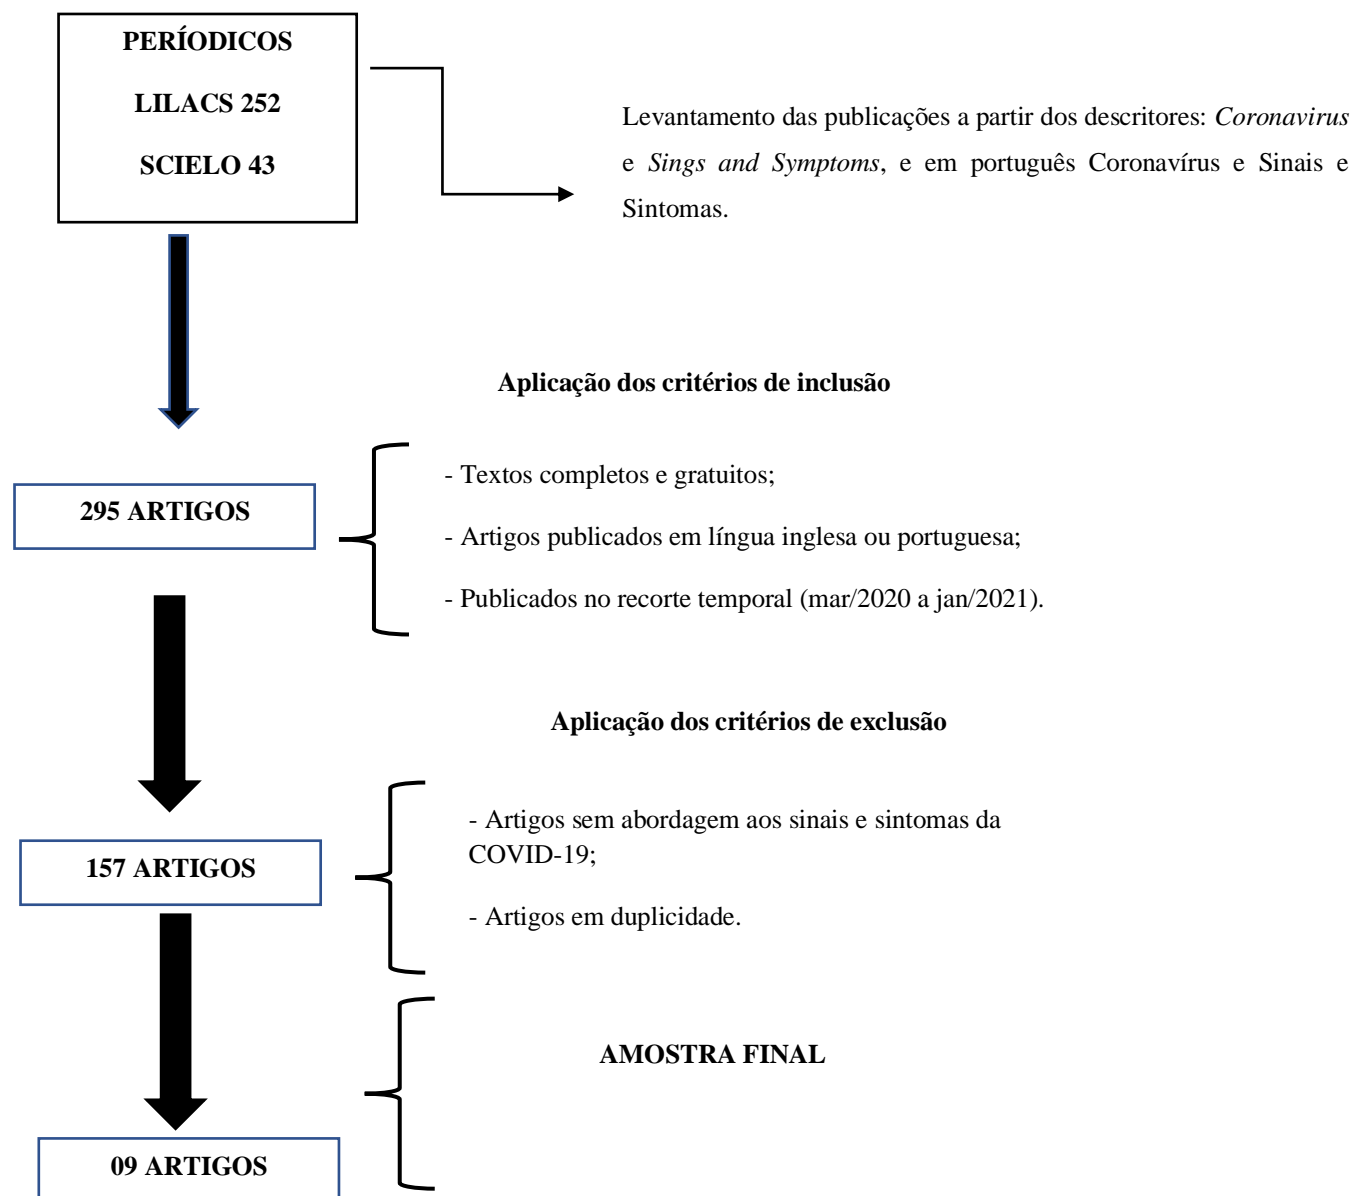 PERÍODICOS
LILACS 252
SCIELO 43
Levantamento das publicações a partir dos descritores: Coronavirus
e Sings and Symptoms, e em português Coronavírus e Sinais e
Sintomas.
Aplicação dos critérios de inclusão
295 ARTIGOS
- Textos completos e gratuitos;
- Artigos publicados em língua inglesa ou portuguesa;
- Publicados no recorte temporal (mar/2020 a jan/2021).
Aplicação dos critérios de exclusão
157 ARTIGOS
- Artigos sem abordagem aos sinais e sintomas da
COVID-19;
- Artigos em duplicidade.
AMOSTRA FINAL
09 ARTIGOS